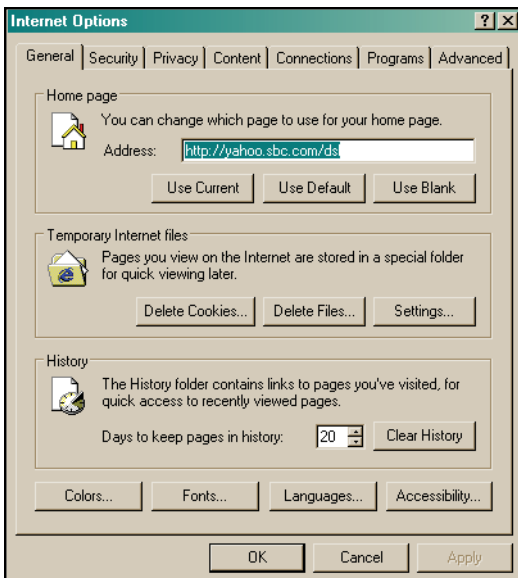 Internet Options
General Security Privacy Content Connections Programs Advanced
Home page
You can change which page to use for your home page.
Address: http://yahoo.sbc.com/dsl
Use Current Use Default Use Blank
Temporary Internet files
Pages you view on the Internet are stored in a special folder
for quick viewing later.
Delete Cookies... Delete Files... Settings...
History
The History folder contains links to pages you've visited, for
quick access to recently viewed pages.
Days to keep pages in history: 20 Clear History
Colors... Fonts... Languages... Accessibility...
OK Cancel Apply